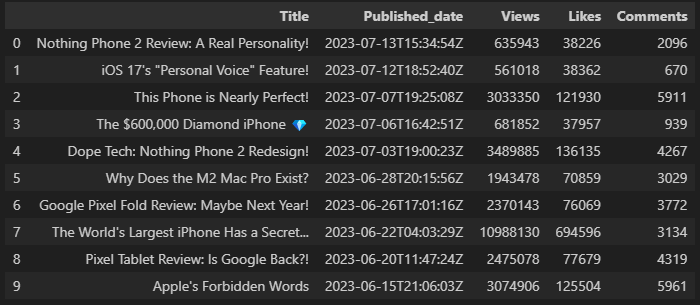 Title Published_date Views Likes Comments
0 Nothing Phone 2 Review: A Real Personality! 2023-07-13T15:34:54Z 635943 38226 2096
1 iOS 17's "Personal Voice" Feature! 2023-07-12T18:52:40Z 561018 38362 670
2 This Phone is Nearly Perfect! 2023-07-07T19:25:08Z 3033350 121930 5911
3 The $600,000 Diamond iPhone 💎 2023-07-06T16:42:51Z 681852 37957 939
4 Dope Tech: Nothing Phone 2 Redesign! 2023-07-03T19:00:23Z 3489885 136135 4267
5 Why Does the M2 Mac Pro Exist? 2023-06-28T20:15:56Z 1943478 70859 3029
6 Google Pixel Fold Review: Maybe Next Year! 2023-06-26T17:01:16Z 2370143 76069 3772
7 The World's Largest iPhone Has a Secret... 2023-06-22T04:03:29Z 10988130 694596 3134
8 Pixel Tablet Review: Is Google Back?! 2023-06-20T11:47:24Z 2475078 77679 4319
9 Apple's Forbidden Words 2023-06-15T21:06:03Z 3074906 125504 5961